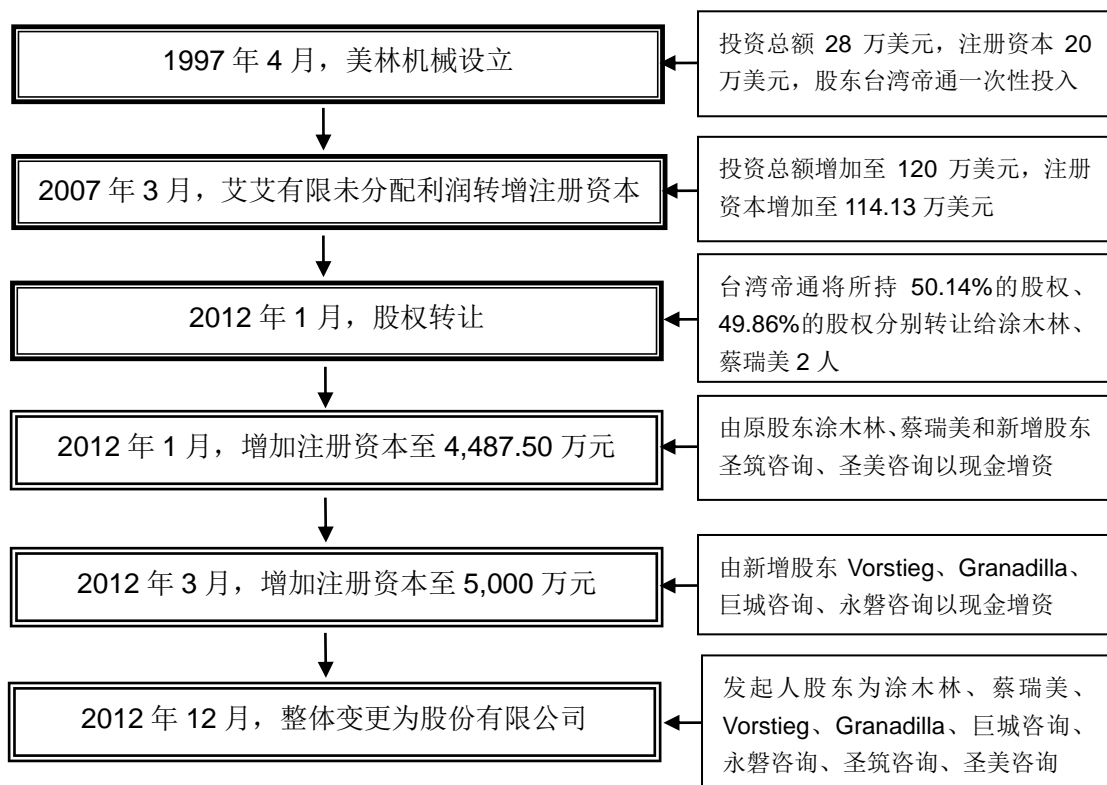 1997 年 4 月，美林机械设立
投资总额 28 万美元，注册资本 20
万美元，股东台湾帝通一次性投入
2007 年 3 月，艾艾有限未分配利润转增注册资本
投资总额增加至 120 万美元，注册
资本增加至 114.13 万美元
2012 年 1 月，股权转让
台湾帝通将所持 50.14%的股权、
49.86%的股权分别转让给涂木林、
蔡瑞美 2 人
2012 年 1 月，增加注册资本至 4,487.50 万元
由原股东涂木林、蔡瑞美和新增股东
圣筑咨询、圣美咨询以现金增资
2012 年 3 月，增加注册资本至 5,000 万元
由新增股东 Vorstieg、Granadilla、
巨城咨询、永磐咨询以现金增资
2012 年 12 月，整体变更为股份有限公司
发起人股东为涂木林、蔡瑞美、
Vorstieg、Granadilla、巨城咨询、
永磐咨询、圣筑咨询、圣美咨询